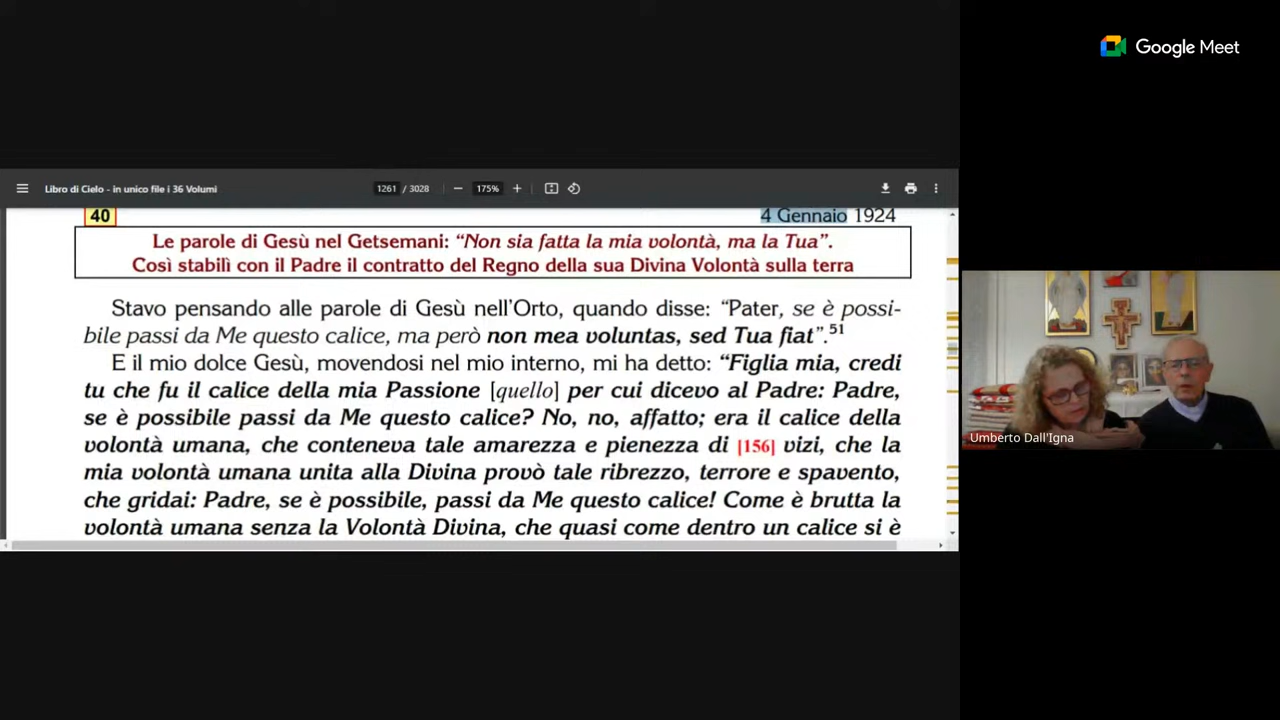 Google Meet
Libro di Cielo - in unico file i 36 Volumi
1261 / 3028
175%
40
4 Gennaio 1924
Le parole di Gesù nel Getsemani: “Non sia fatta la mia volontà, ma la Tua”.
Così stabilì con il Padre il contratto del Regno della sua Divina Volontà sulla terra
Stavo pensando alle parole di Gesù nell’Orto, quando disse: “Pater, se è possi-
bile passi da Me questo calice, ma però non mea voluntas, sed Tua fiat”.51
E il mio dolce Gesù, movendosi nel mio interno, mi ha detto: “Figlia mia, credi
tu che fu il calice della mia Passione [quello] per cui dicevo al Padre: Padre,
se è possibile passi da Me questo calice? No, no, affatto; era il calice della
volontà umana, che conteneva tale amarezza e pienezza di [156] vizi, che la
mia volontà umana unita alla Divina provò tale ribrezzo, terrore e spavento,
che gridai: Padre, se è possibile, passi da Me questo calice! Come è brutta la
volontà umana senza la Volontà Divina, che quasi come dentro un calice si è
Umberto Dall'Igna